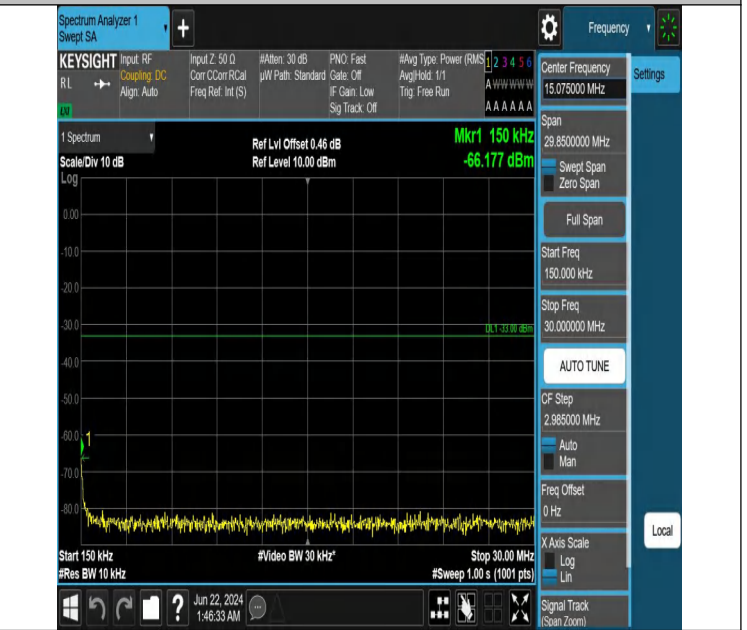 Spectrum Analyzer 1
Swept SA
+
Frequency
KEYSIGHT
RL
Input: RF
Coupling: DC
Align: Auto
Input Z: 50 Ω
Corr CCorr RCal
Freq Ref: Int (S)
#Atten: 30 dB
µW Path: Standard
PNO: Fast
Gate: Off
IF Gain: Low
Sig Track: Off
#Avg Type: Power (RMS
Avg|Hold: 1/1
Trig: Free Run
1 2 3 4 5 6
A W W W W W
A A A A A A
Center Frequency
15.075000 MHz
Settings
1 Spectrum
Scale/Div 10 dB
Log
Ref Lvl Offset 0.46 dB
Ref Level 10.00 dBm
Mkr1 150 kHz
-66.177 dBm
Span
29.8500000 MHz
Swept Span
Zero Span
Full Span
Start Freq
150.000 kHz
Stop Freq
30.000000 MHz
AUTO TUNE
CF Step
2.985000 MHz
Auto
Man
Freq Offset
0 Hz
X Axis Scale
Log
Lin
Signal Track
(Span Zoom)
Local
0.00
-10.0
-20.0
-30.0
DL1 -33.00 dBm
-40.0
-50.0
-60.0
1
-70.0
-80.0
Start 150 kHz
#Video BW 30 kHz*
Stop 30.00 MHz
#Res BW 10 kHz
#Sweep 1.00 s (1001 pts)
?
Jun 22, 2024
1:46:33 AM